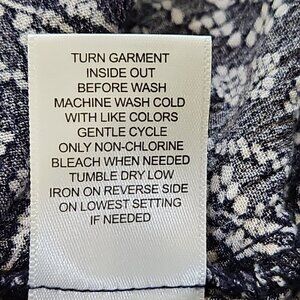 TURN GARMENT
INSIDE OUT
BEFORE WASH
MACHINE WASH COLD
WITH LIKE COLORS
GENTLE CYCLE
ONLY NON-CHLORINE
BLEACH WHEN NEEDED
TUMBLE DRY LOW
IRON ON REVERSE SIDE
ON LOWEST SETTING
IF NEEDED